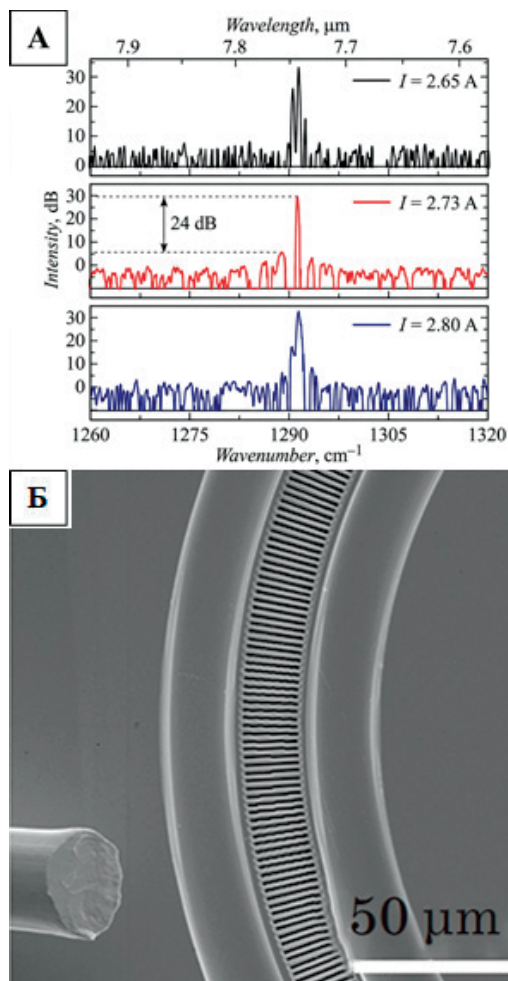 А
Wavelength, μm
7.9 7.8 7.7 7.6
30
20
10
0
I = 2.65 A
30
20
10
0
24 dB
I = 2.73 A
30
20
10
0
I = 2.80 A
Intensity, dB
1260 1275 1290 1305 1320
Wavenumber, cm⁻¹
Б
50 μm